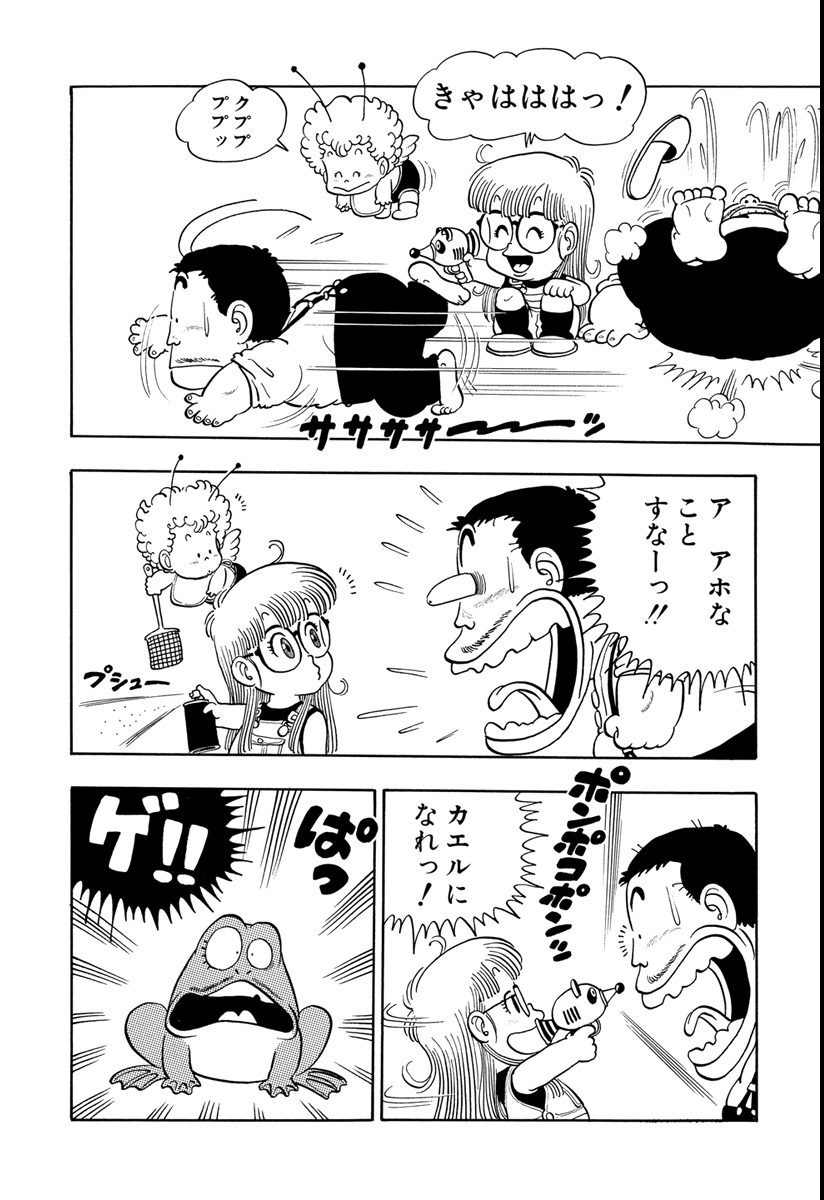 きゃはははっ！
クププ
ププッ
サササササーーッ
ア アホな
こと
すなーっ！！
プシュー
ポンポコポンッ
カエルに
なれっ！
ぱっ
ゲ！！